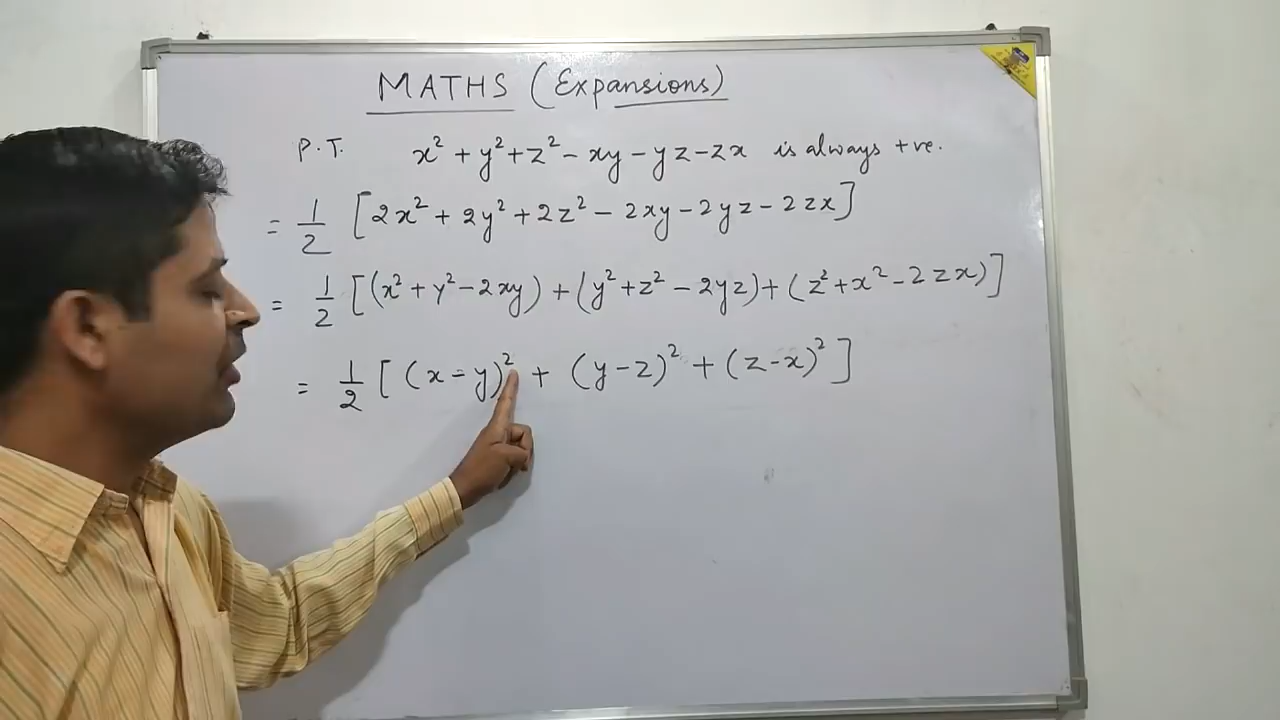 MATHS (Expansions)
P.T. x² + y² + z² - xy - yz - zx is always +ve.
= 1/2 [2x² + 2y² + 2z² - 2xy - 2yz - 2zx]
= 1/2 [(x² + y² - 2xy) + (y² + z² - 2yz) + (z² + x² - 2zx)]
= 1/2 [(x - y)² + (y - z)² + (z - x)²]